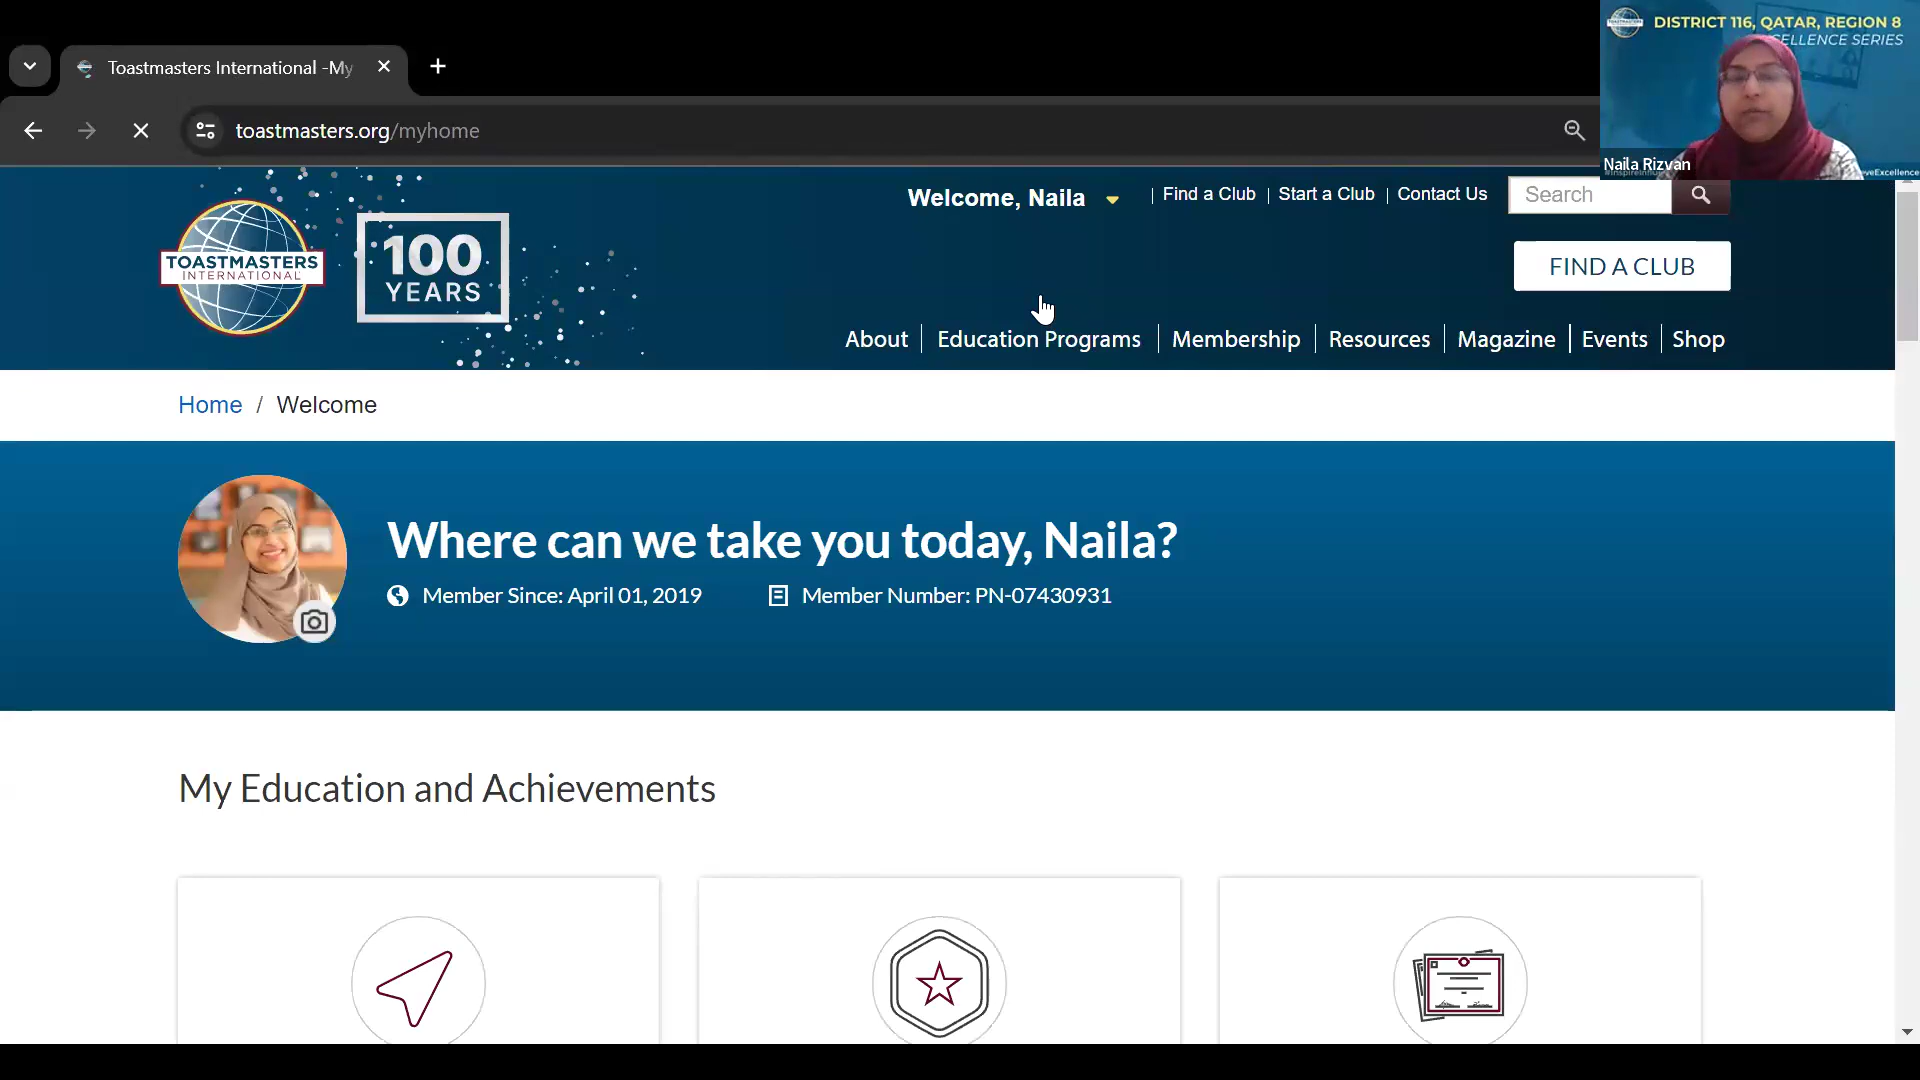 Toastmasters International -My
toastmasters.org/myhome
DISTRICT 116, QATAR, REGION 8
CELLENCE SERIES
Naila Rizvan
Welcome, Naila
Find a Club
Start a Club
Contact Us
Search
TOASTMASTERS
INTERNATIONAL
100
YEARS
FIND A CLUB
About
Education Programs
Membership
Resources
Magazine
Events
Shop
Home / Welcome
Where can we take you today, Naila?
Member Since: April 01, 2019
Member Number: PN-07430931
My Education and Achievements